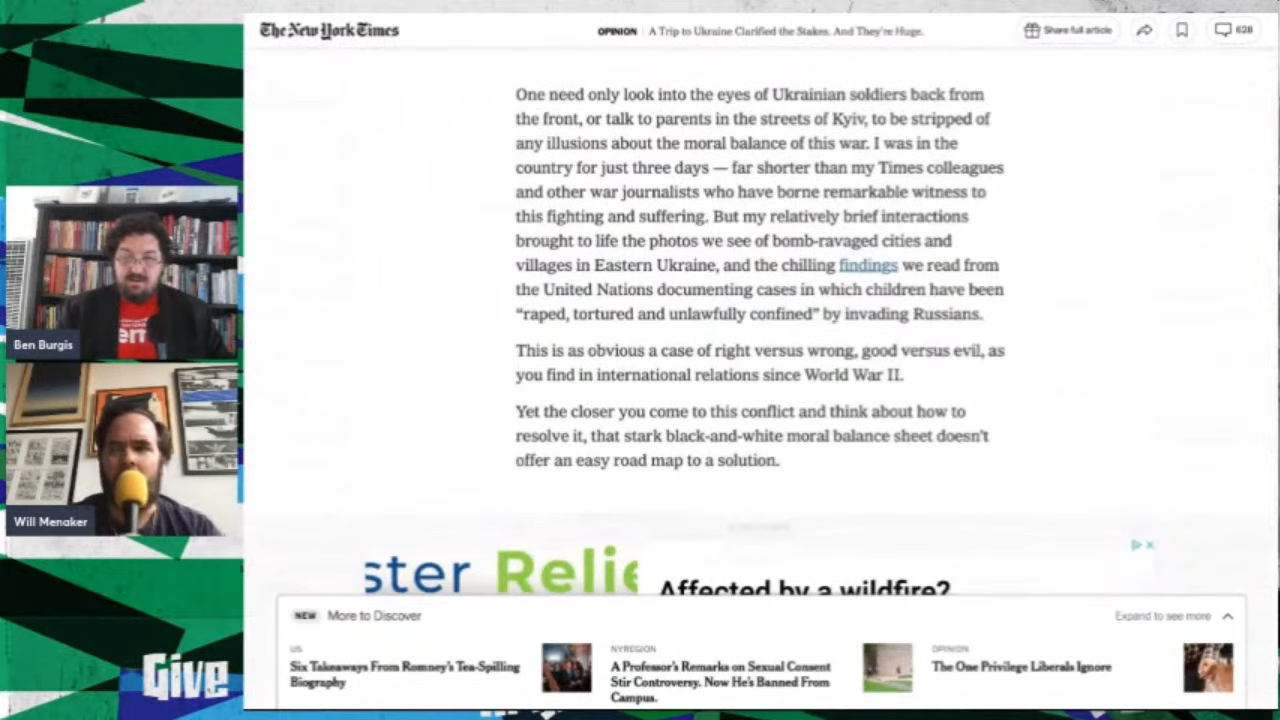 The New York Times
OPINION | A Trip to Ukraine Clarified the Stakes. And They're Huge.
Share full article
628
One need only look into the eyes of Ukrainian soldiers back from
the front, or talk to parents in the streets of Kyiv, to be stripped of
any illusions about the moral balance of this war. I was in the
country for just three days — far shorter than my Times colleagues
and other war journalists who have borne remarkable witness to
this fighting and suffering. But my relatively brief interactions
brought to life the photos we see of bomb-ravaged cities and
villages in Eastern Ukraine, and the chilling findings we read from
the United Nations documenting cases in which children have been
“raped, tortured and unlawfully confined” by invading Russians.
This is as obvious a case of right versus wrong, good versus evil, as
you find in international relations since World War II.
Yet the closer you come to this conflict and think about how to
resolve it, that stark black-and-white moral balance sheet doesn't
offer an easy road map to a solution.
Ben Burgis
Will Menaker
ster Relie
Affected by a wildfire?
NEW More to Discover
Expand to see more
US
Six Takeaways From Romney's Tea-Spilling
Biography
NYREGION
A Professor's Remarks on Sexual Consent
Stir Controversy. Now He's Banned From
Campus.
OPINION
The One Privilege Liberals Ignore
Give